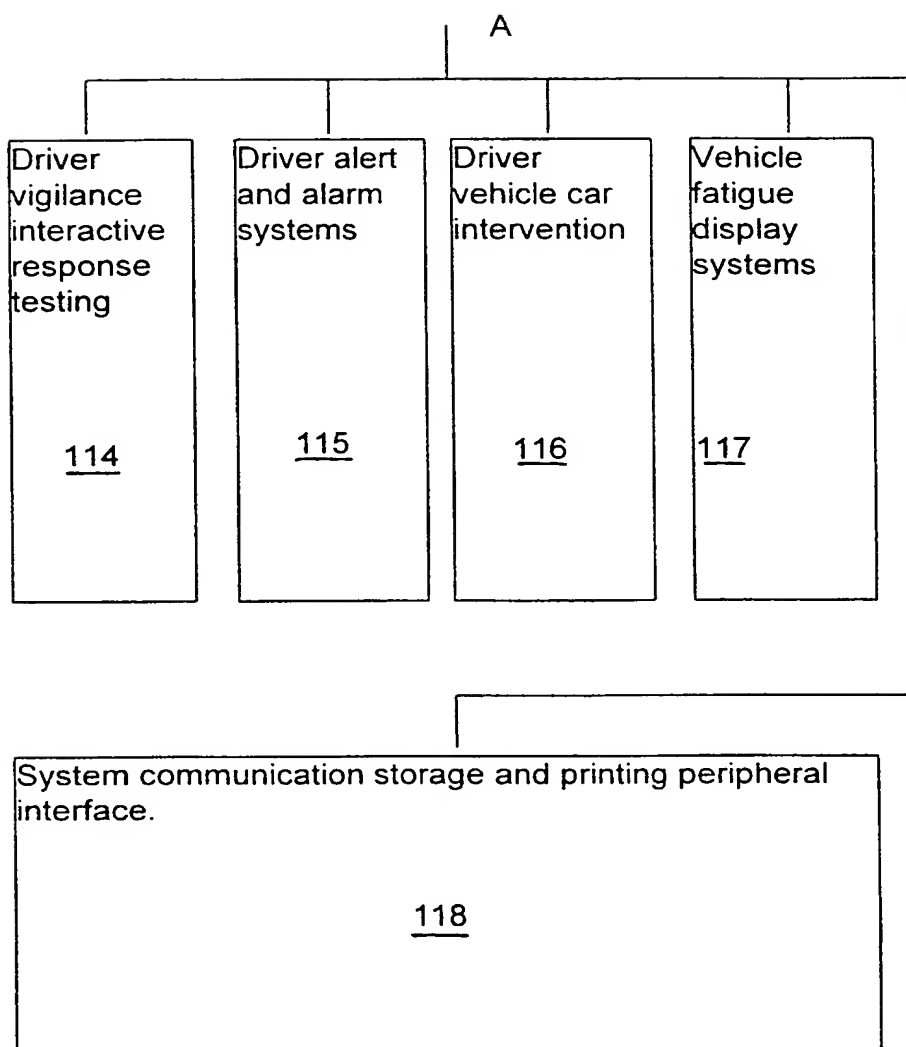 A
Driver
vigilance
interactive
response
testing
114
Driver alert
and alarm
systems
115
Driver
vehicle car
intervention
116
Vehicle
fatigue
display
systems
117
System communication storage and printing peripheral
interface.
118